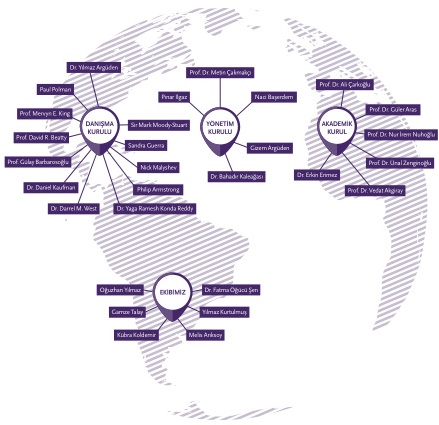 Dr. Yılmaz Argüden
Paul Polman
Prof. Mervyn E. King
Prof. David R. Beatty
Prof. Gülay Barbarosoğlu
Dr. Daniel Kaufman
Dr. Darrel M. West
DANIŞMA
KURULU
Sir Mark Moody-Stuart
Sandra Guerra
Nick Malyshev
Philip Armstrong
Dr. Yaga Ramesh Konda Reddy
Prof. Dr. Metin Çakmakçı
Pınar Ilgaz
Naci Başerdem
YÖNETİM
KURULU
Gizem Argüden
Dr. Bahadır Kaleağası
Prof. Dr. Ali Çarkoğlu
Prof. Dr. Güler Aras
AKADEMİK
KURUL
Prof. Dr. Nur İrem Nuhoğlu
Prof. Dr. Ünal Zenginoğlu
Dr. Erkin Erimez
Prof. Dr. Vedat Akgiray
Oğuzhan Yılmaz
Dr. Fatma Öğücü Şen
EKİBİMİZ
Gamze Talay
Yılmaz Kurtulmuş
Kübra Koldemir
Melis Arıksoy